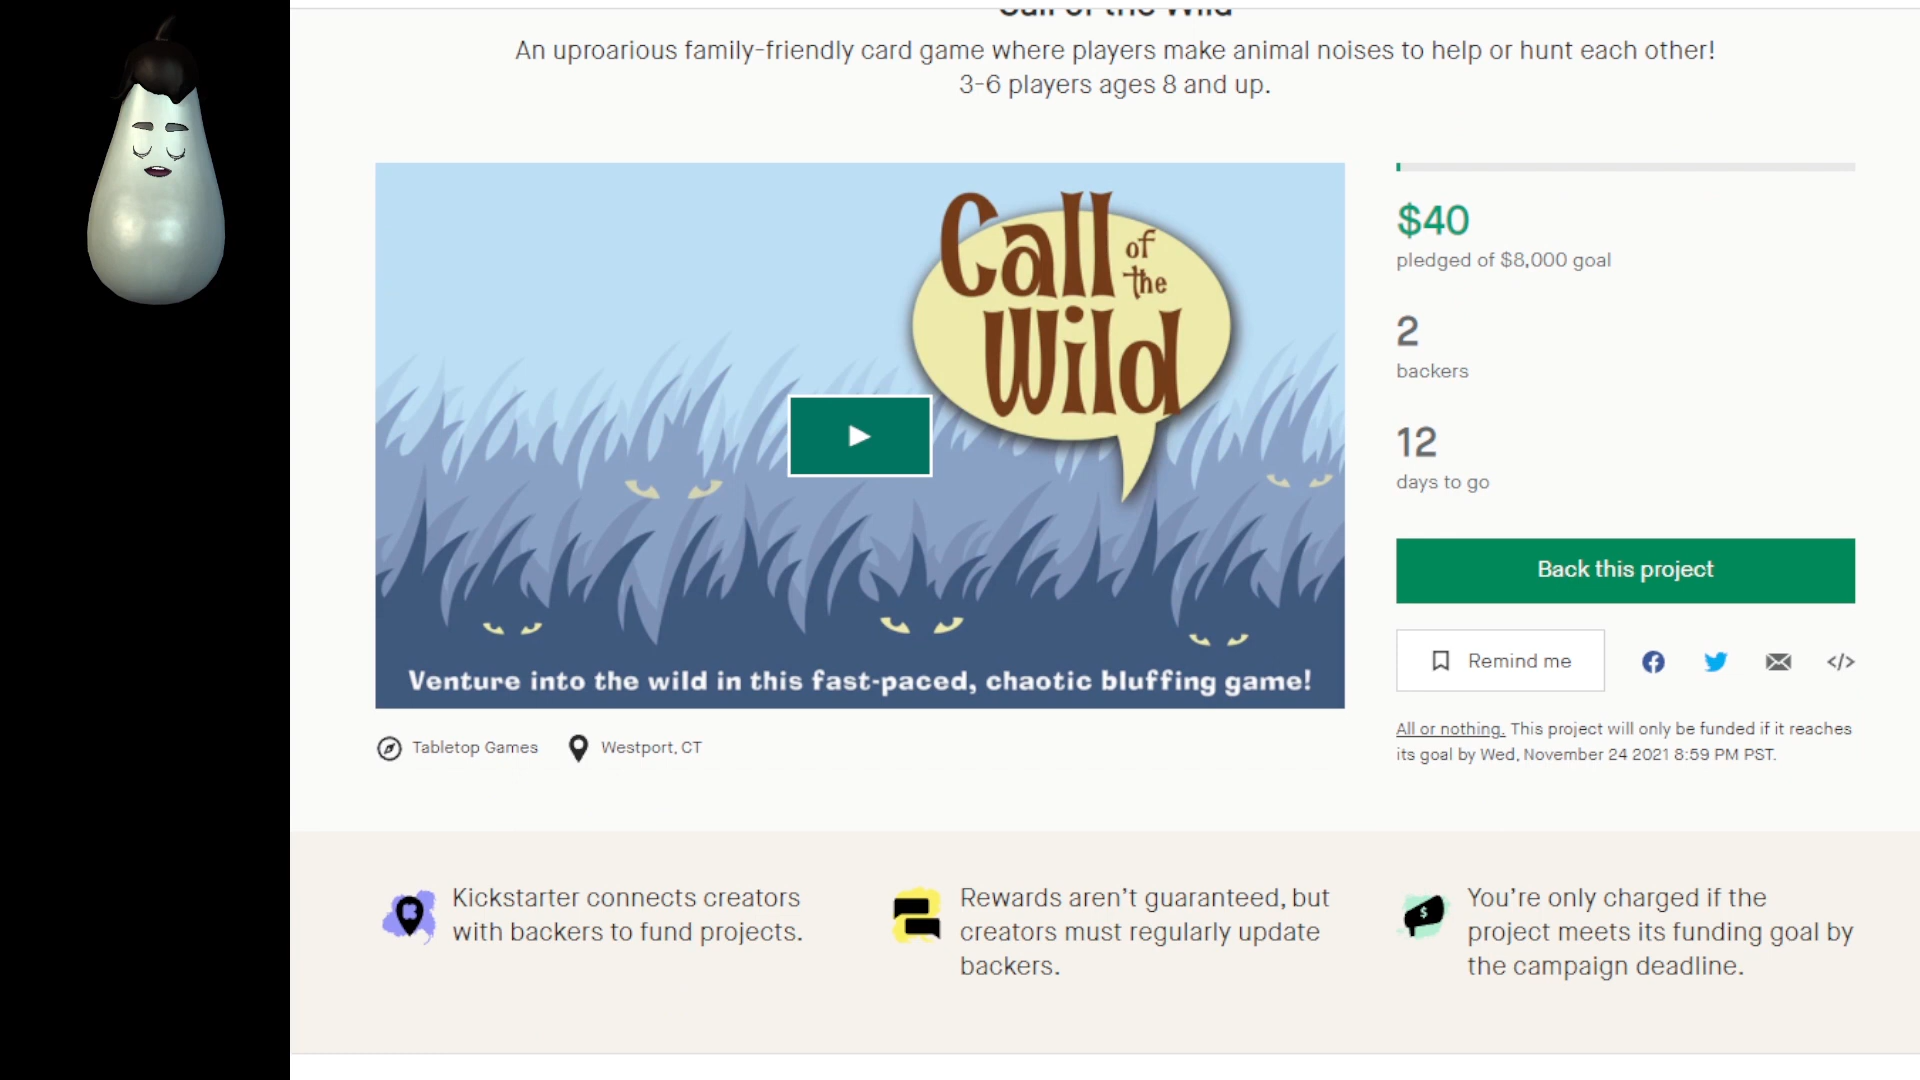 Call of the Wild
An uproarious family-friendly card game where players make animal noises to help or hunt each other!
3-6 players ages 8 and up.
Call
of
the
Wild
Venture into the wild in this fast-paced, chaotic bluffing game!
Tabletop Games
Westport, CT
$40
pledged of $8,000 goal
2
backers
12
days to go
Back this project
Remind me
All or nothing. This project will only be funded if it reaches
its goal by Wed, November 24 2021 8:59 PM PST.
Kickstarter connects creators
with backers to fund projects.
Rewards aren't guaranteed, but
creators must regularly update
backers.
$
You're only charged if the
project meets its funding goal by
the campaign deadline.